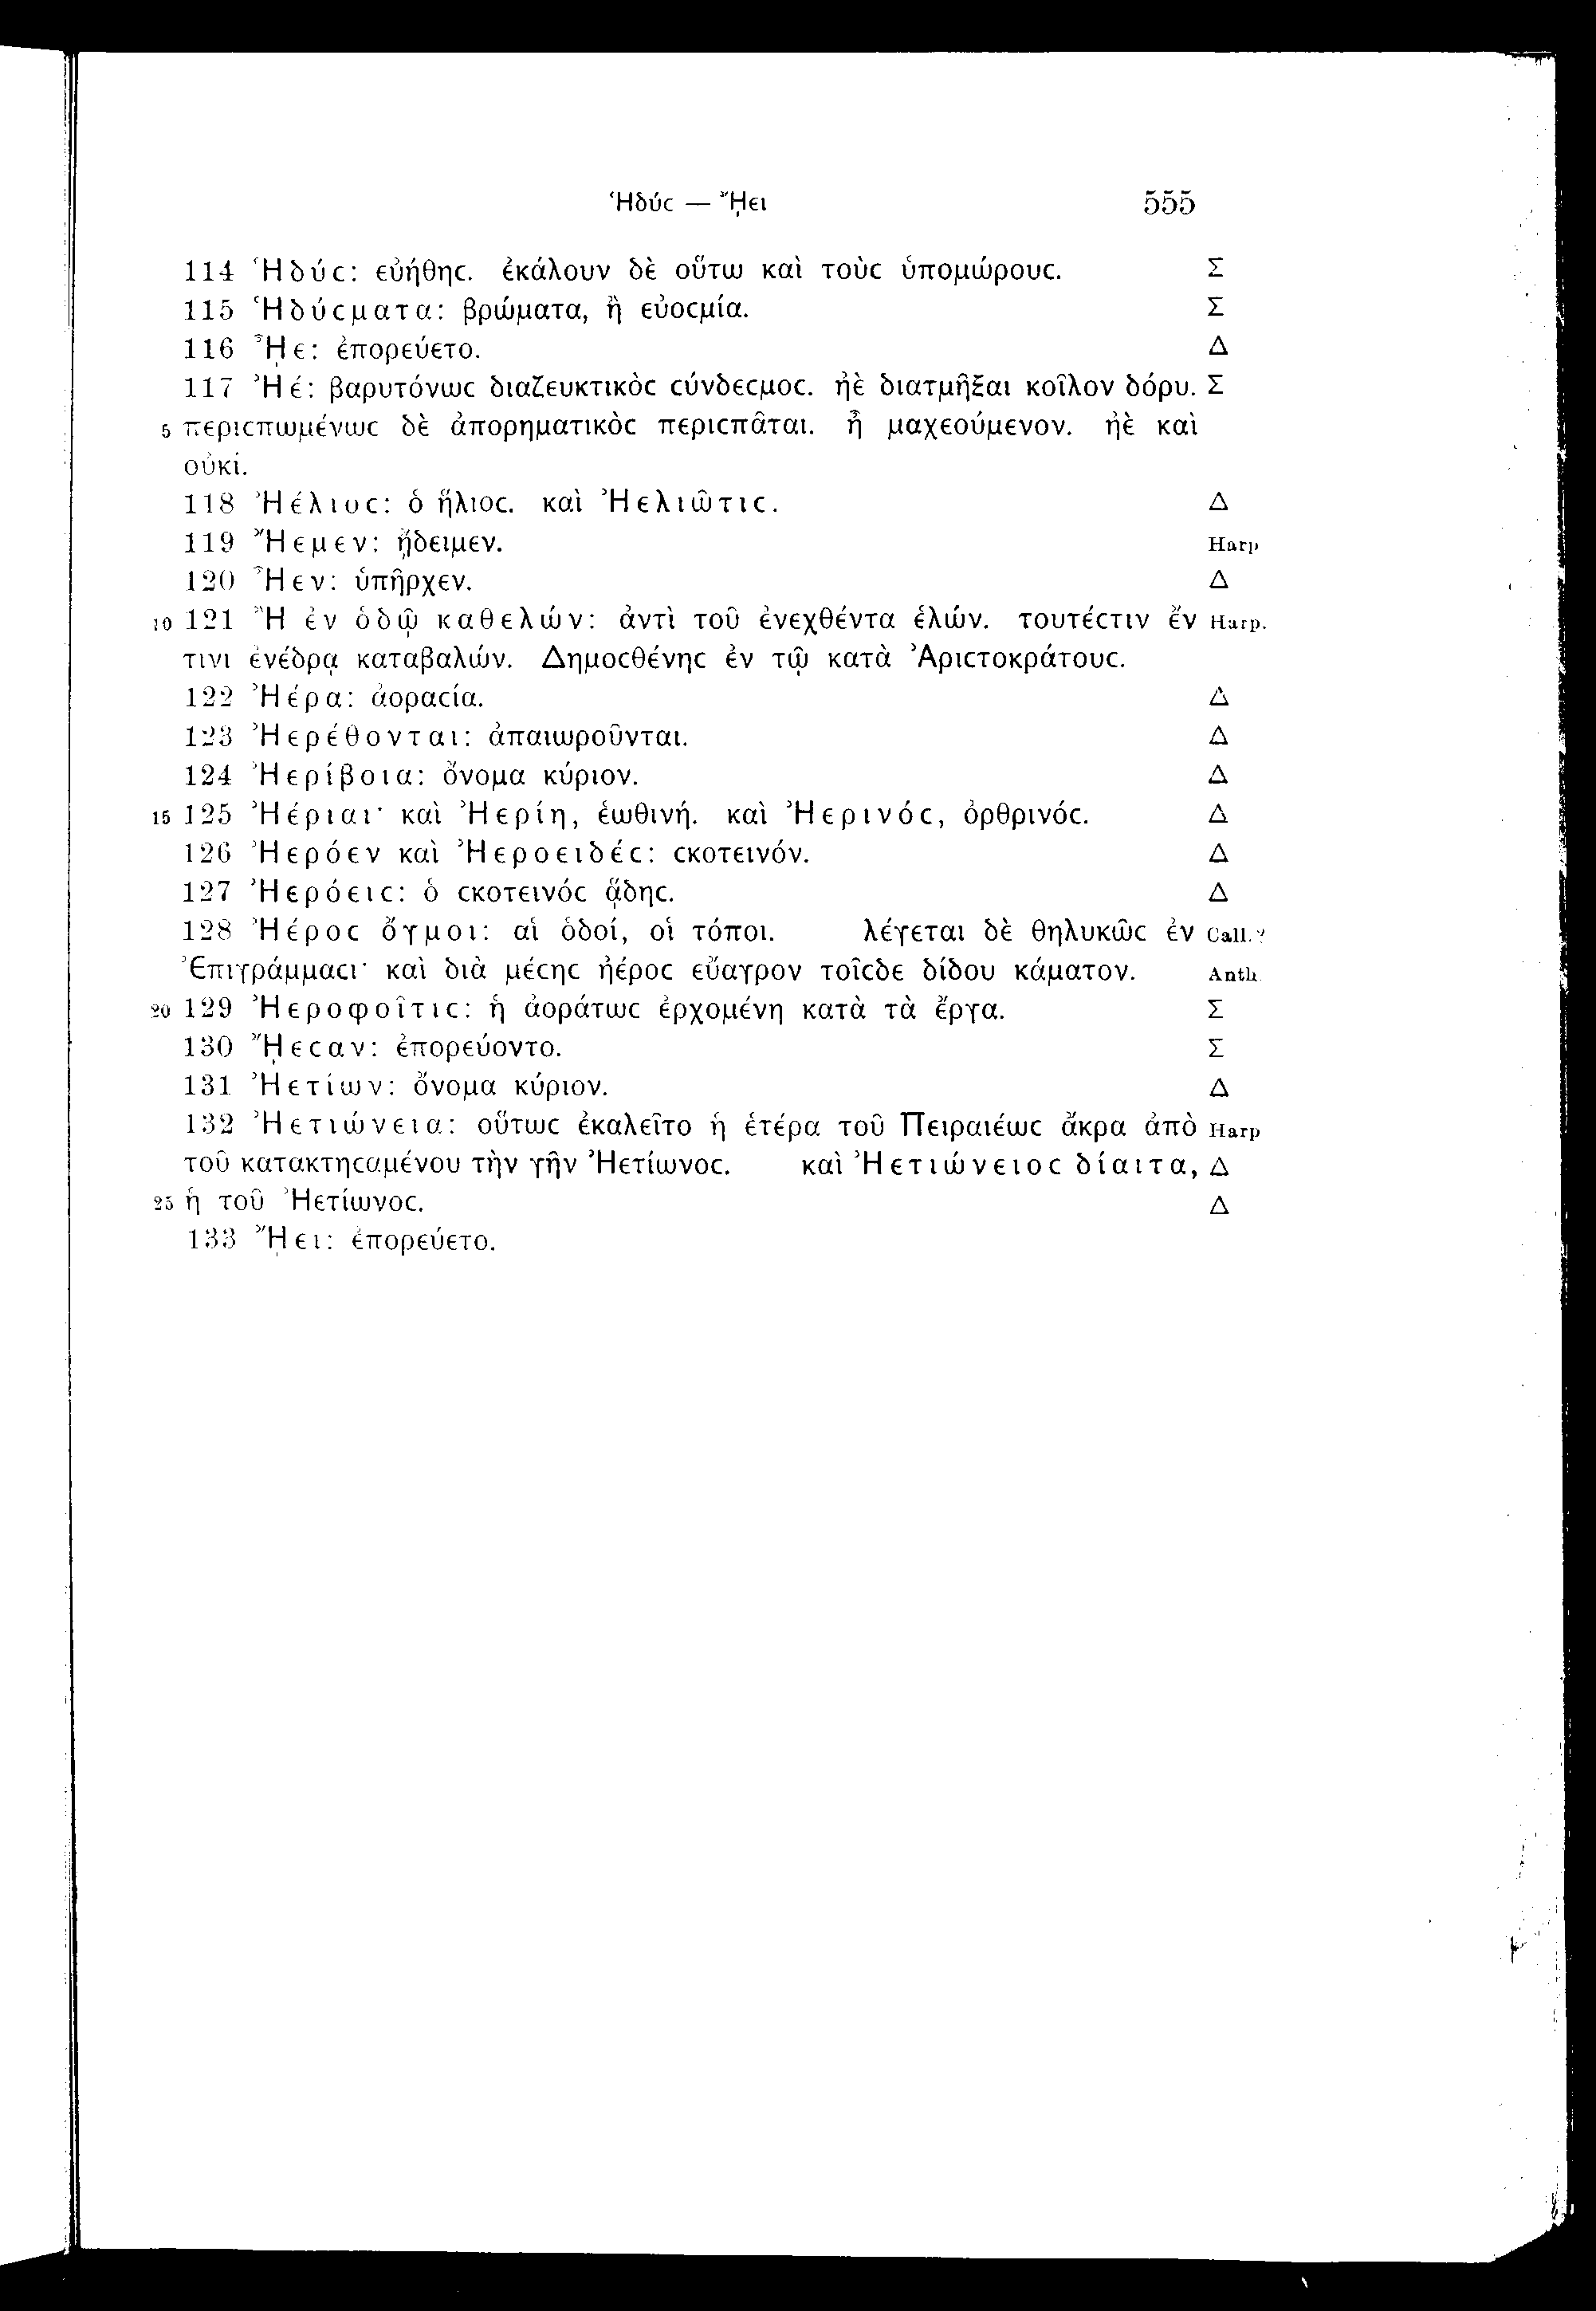 Ἡδύϲ — Ἤϊει 555
114 Ἡδύϲ: εὐήθηϲ. ἐκάλουν δὲ οὕτω καὶ τοὺϲ ὑπομώρουϲ. Σ
115 Ἡδύϲματα: βρώματα, ἢ εὐοϲμία. Σ
116 ᾞε: ἐπορεύετο. Δ
117 Ἠέ: βαρυτόνωϲ διαζευκτικὸϲ ϲύνδεϲμοϲ. ἠὲ διατμῆξαι κοῖλον δόρυ. Σ
5 περιϲπωμένωϲ δὲ ἀπορηματικὸϲ περιϲπᾶται. ἦ μαχεούμενον. ἠὲ καὶ
οὐκί.
118 Ἠέλιοϲ: ὁ ἥλιοϲ. καὶ Ἠελιῶτιϲ. Δ
119 Ἤεμεν: ᾔδειμεν. Harp
120 Ἦεν: ὑπῆρχεν. Δ
10 121 Ἢ ἐν ὁδῷ καθελών: ἀντὶ τοῦ ἐνεχθέντα ἑλών. τουτέϲτιν ἔν Harp.
τινι ἐνέδρᾳ καταβαλών. Δημοϲθένηϲ ἐν τῷ κατὰ Ἀριϲτοκράτουϲ.
122 Ἠέρα: ἀοραϲία. Δ
123 Ἠερέθονται: ἀπαιωροῦνται. Δ
124 Ἠερίβοια: ὄνομα κύριον. Δ
15 125 Ἠέριαι· καὶ Ἠερίη, ἑωθινή. καὶ Ἠερινόϲ, ὀρθρινόϲ. Δ
126 Ἠερόεν καὶ Ἠεροειδέϲ: ϲκοτεινόν. Δ
127 Ἠερόειϲ: ὁ ϲκοτεινόϲ ᾅδηϲ. Δ
128 Ἠέροϲ ὄγμοι: αἱ ὁδοί, οἱ τόποι. λέγεται δὲ θηλυκῶϲ ἐν Call.?
Ἐπιγράμμαϲι· καὶ διὰ μέϲηϲ ἠέροϲ εὔαγρον τοῖϲδε δίδου κάματον. Anth.
20 129 Ἠεροφοῖτιϲ: ἡ ἀοράτωϲ ἐρχομένη κατὰ τὰ ἔργα. Σ
130 ᾜεϲαν: ἐπορεύοντο. Σ
131 Ἠετίων: ὄνομα κύριον. Δ
132 Ἠετιώνεια: οὕτωϲ ἐκαλεῖτο ἡ ἑτέρα τοῦ Πειραιέωϲ ἄκρα ἀπὸ Harp
τοῦ κατακτηϲαμένου τὴν γῆν Ἠετίωνοϲ. καὶ Ἠετιώνειοϲ δίαιτα, Δ
25 ἡ τοῦ Ἠετίωνοϲ. Δ
133 ᾜει: ἐπορεύετο.